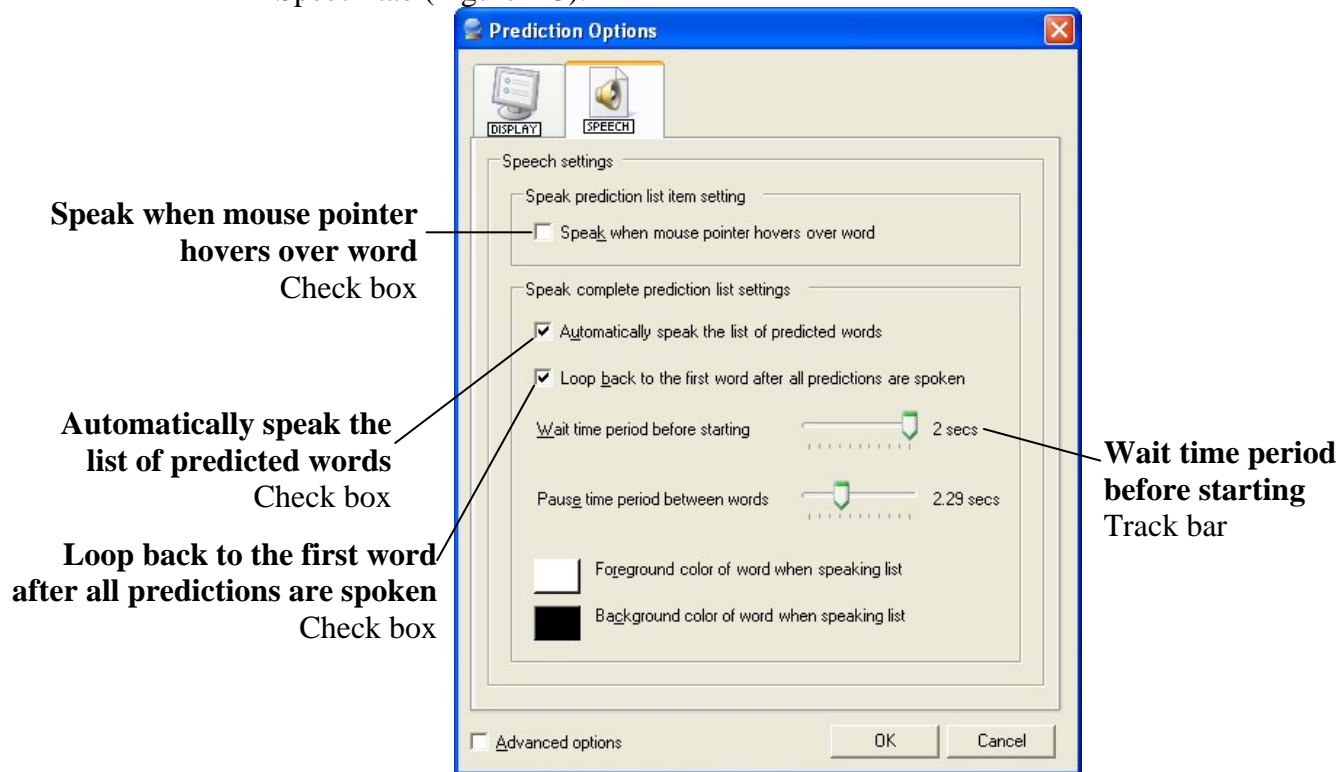 Prediction Options
DISPLAY
SPEECH
Speech settings
Speak prediction list item setting
Speak when mouse pointer hovers over word
Speak when mouse pointer
hovers over word
Check box
Speak complete prediction list settings
Automatically speak the list of predicted words
Loop back to the first word after all predictions are spoken
Automatically speak the
list of predicted words
Check box
Wait time period before starting
2 secs
Wait time period
before starting
Track bar
Pause time period between words
2.29 secs
Loop back to the first word
after all predictions are spoken
Check box
Foreground color of word when speaking list
Background color of word when speaking list
Advanced options
OK
Cancel